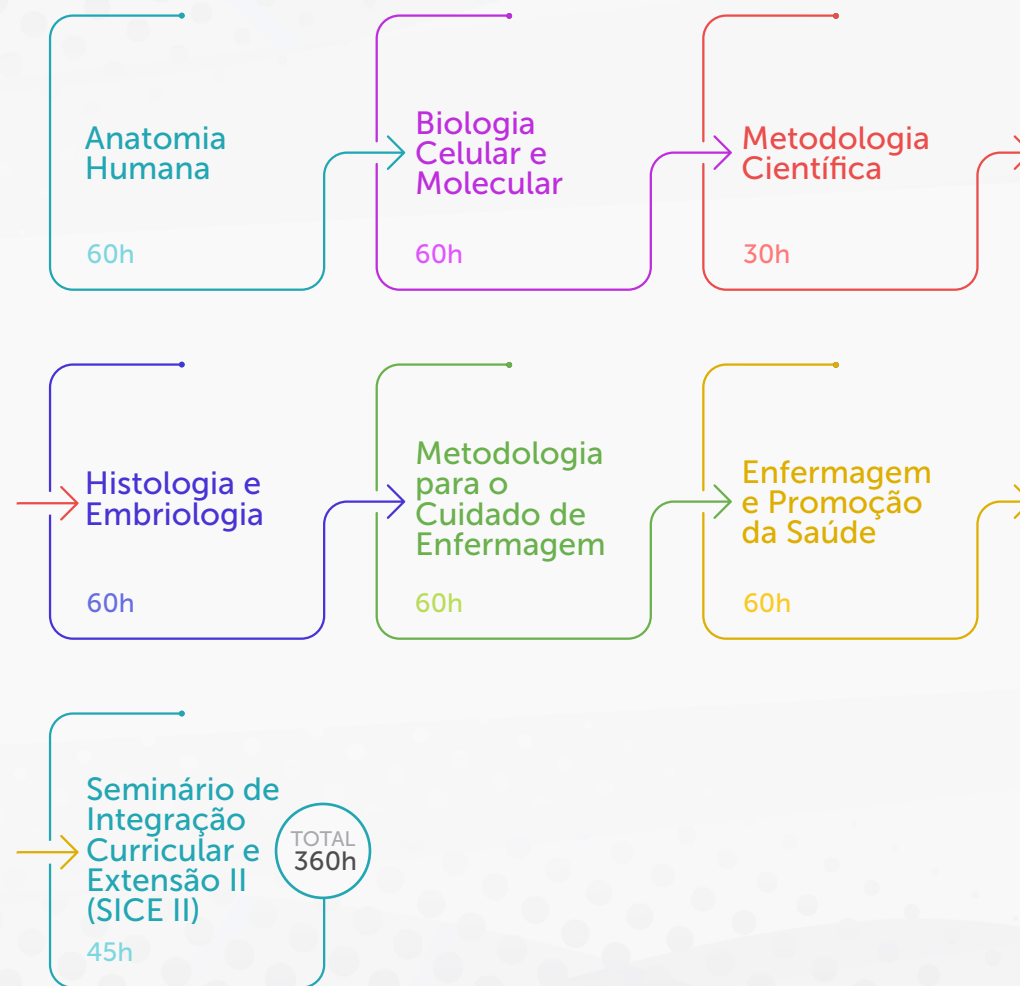 Anatomia
Humana
60h
Biologia
Celular e
Molecular
60h
Metodologia
Científica
30h
Histologia e
Embriologia
60h
Metodologia
para o
Cuidado de
Enfermagem
60h
Enfermagem
e Promoção
da Saúde
60h
Seminário de
Integração
Curricular e
Extensão II
(SICE II)
45h
TOTAL
360h